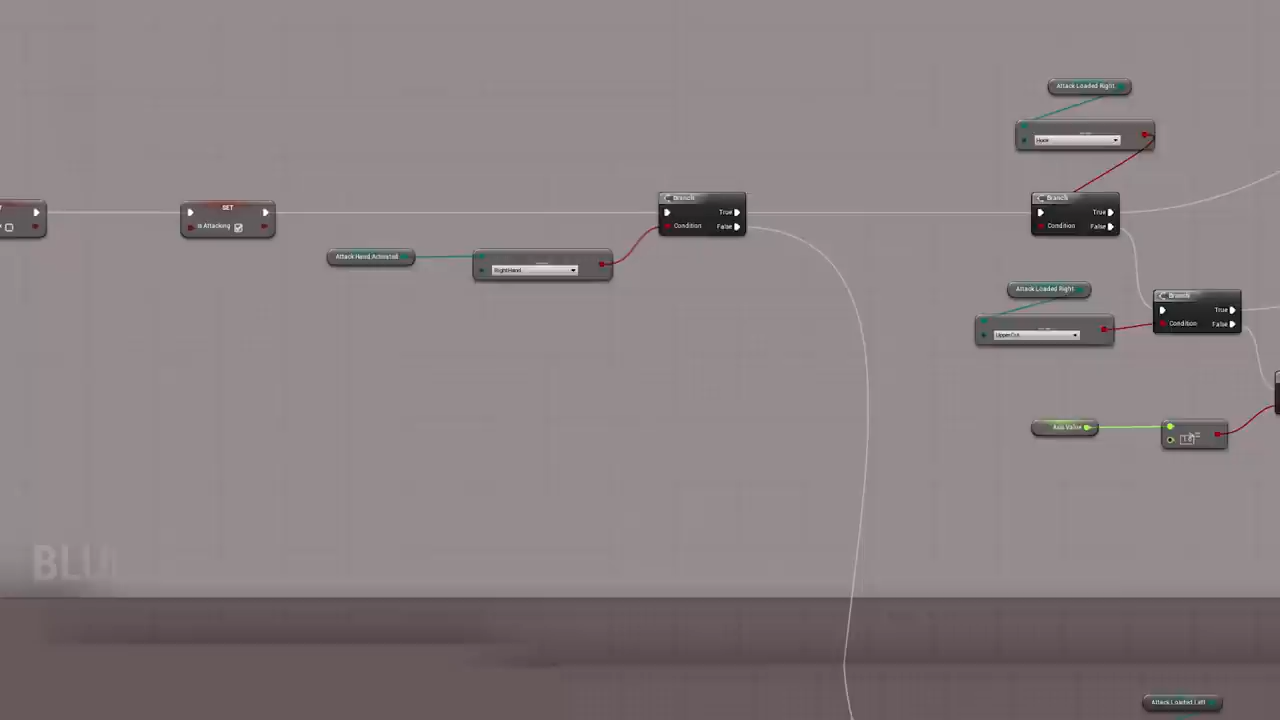 Attack Loaded Right
Hook
SET
Is Attacking
Branch
True
Condition
False
Branch
True
Condition
False
Attack Hand Activated
RightHand
Attack Loaded Right
UpperCut
Branch
True
Condition
False
Axis Value
>=
BLU
Attack Loaded Left